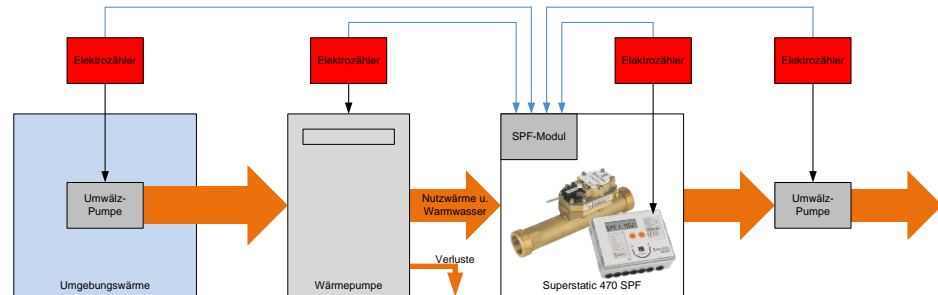 Elektrozähler
Elektrozähler
Elektrozähler
Elektrozähler
SPF-Modul
Umwälz-
Pumpe
Nutzwärme u.
Warmwasser
Umwälz-
Pumpe
Verluste
Umgebungswärme
Wärmepumpe
Superstatic 470 SPF